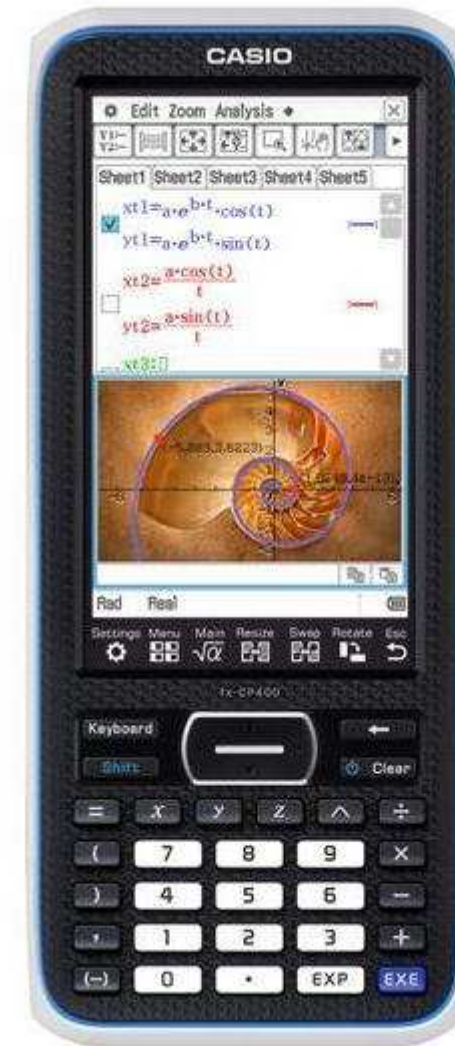 CASIO
Edit Zoom Analysis
Y1:—
Y2:—
Sheet1 Sheet2 Sheet3 Sheet4 Sheet5
xt1=a·e^b·t·cos(t)
yt1=a·e^b·t·sin(t)
xt2=a·cos(t)/t
yt2=a·sin(t)/t
xt3:
Rad Real
Settings Menu Main Resize Swap Rotate Esc
√α
fx-CP400
Keyboard
Shift Clear
= x y z ^ ÷
( 7 8 9 ×
) 4 5 6 −
, 1 2 3 +
(−) 0 · EXP EXE